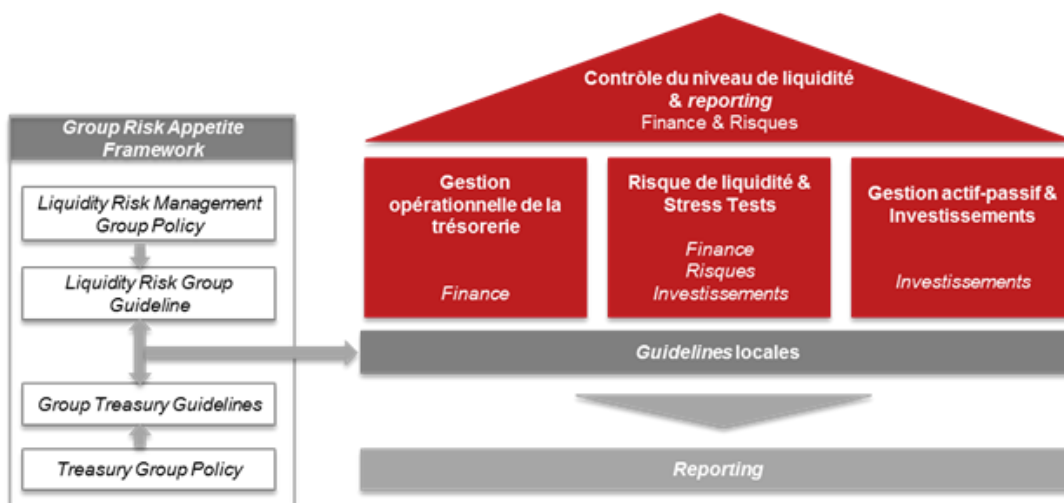 Group Risk Appetite
Framework
Liquidity Risk Management
Group Policy
Liquidity Risk Group
Guideline
Group Treasury Guidelines
Treasury Group Policy
Contrôle du niveau de liquidité
& reporting
Finance & Risques
Gestion
opérationnelle de la
trésorerie
Finance
Risque de liquidité &
Stress Tests
Finance
Risques
Investissements
Gestion actif-passif &
Investissements
Investissements
Guidelines locales
Reporting